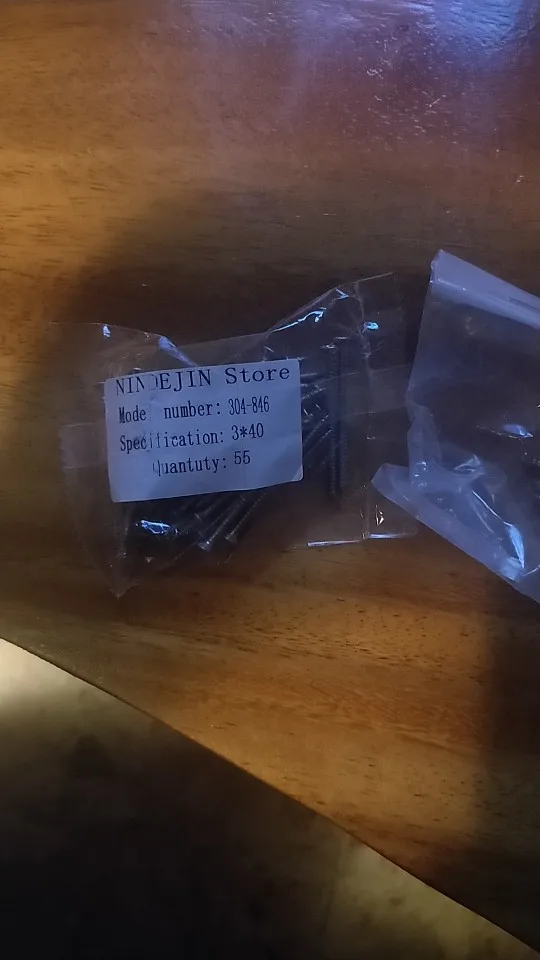 NINDEJIN Store
Mode number: 304-846
Specification: 3*40
Quantuty: 55